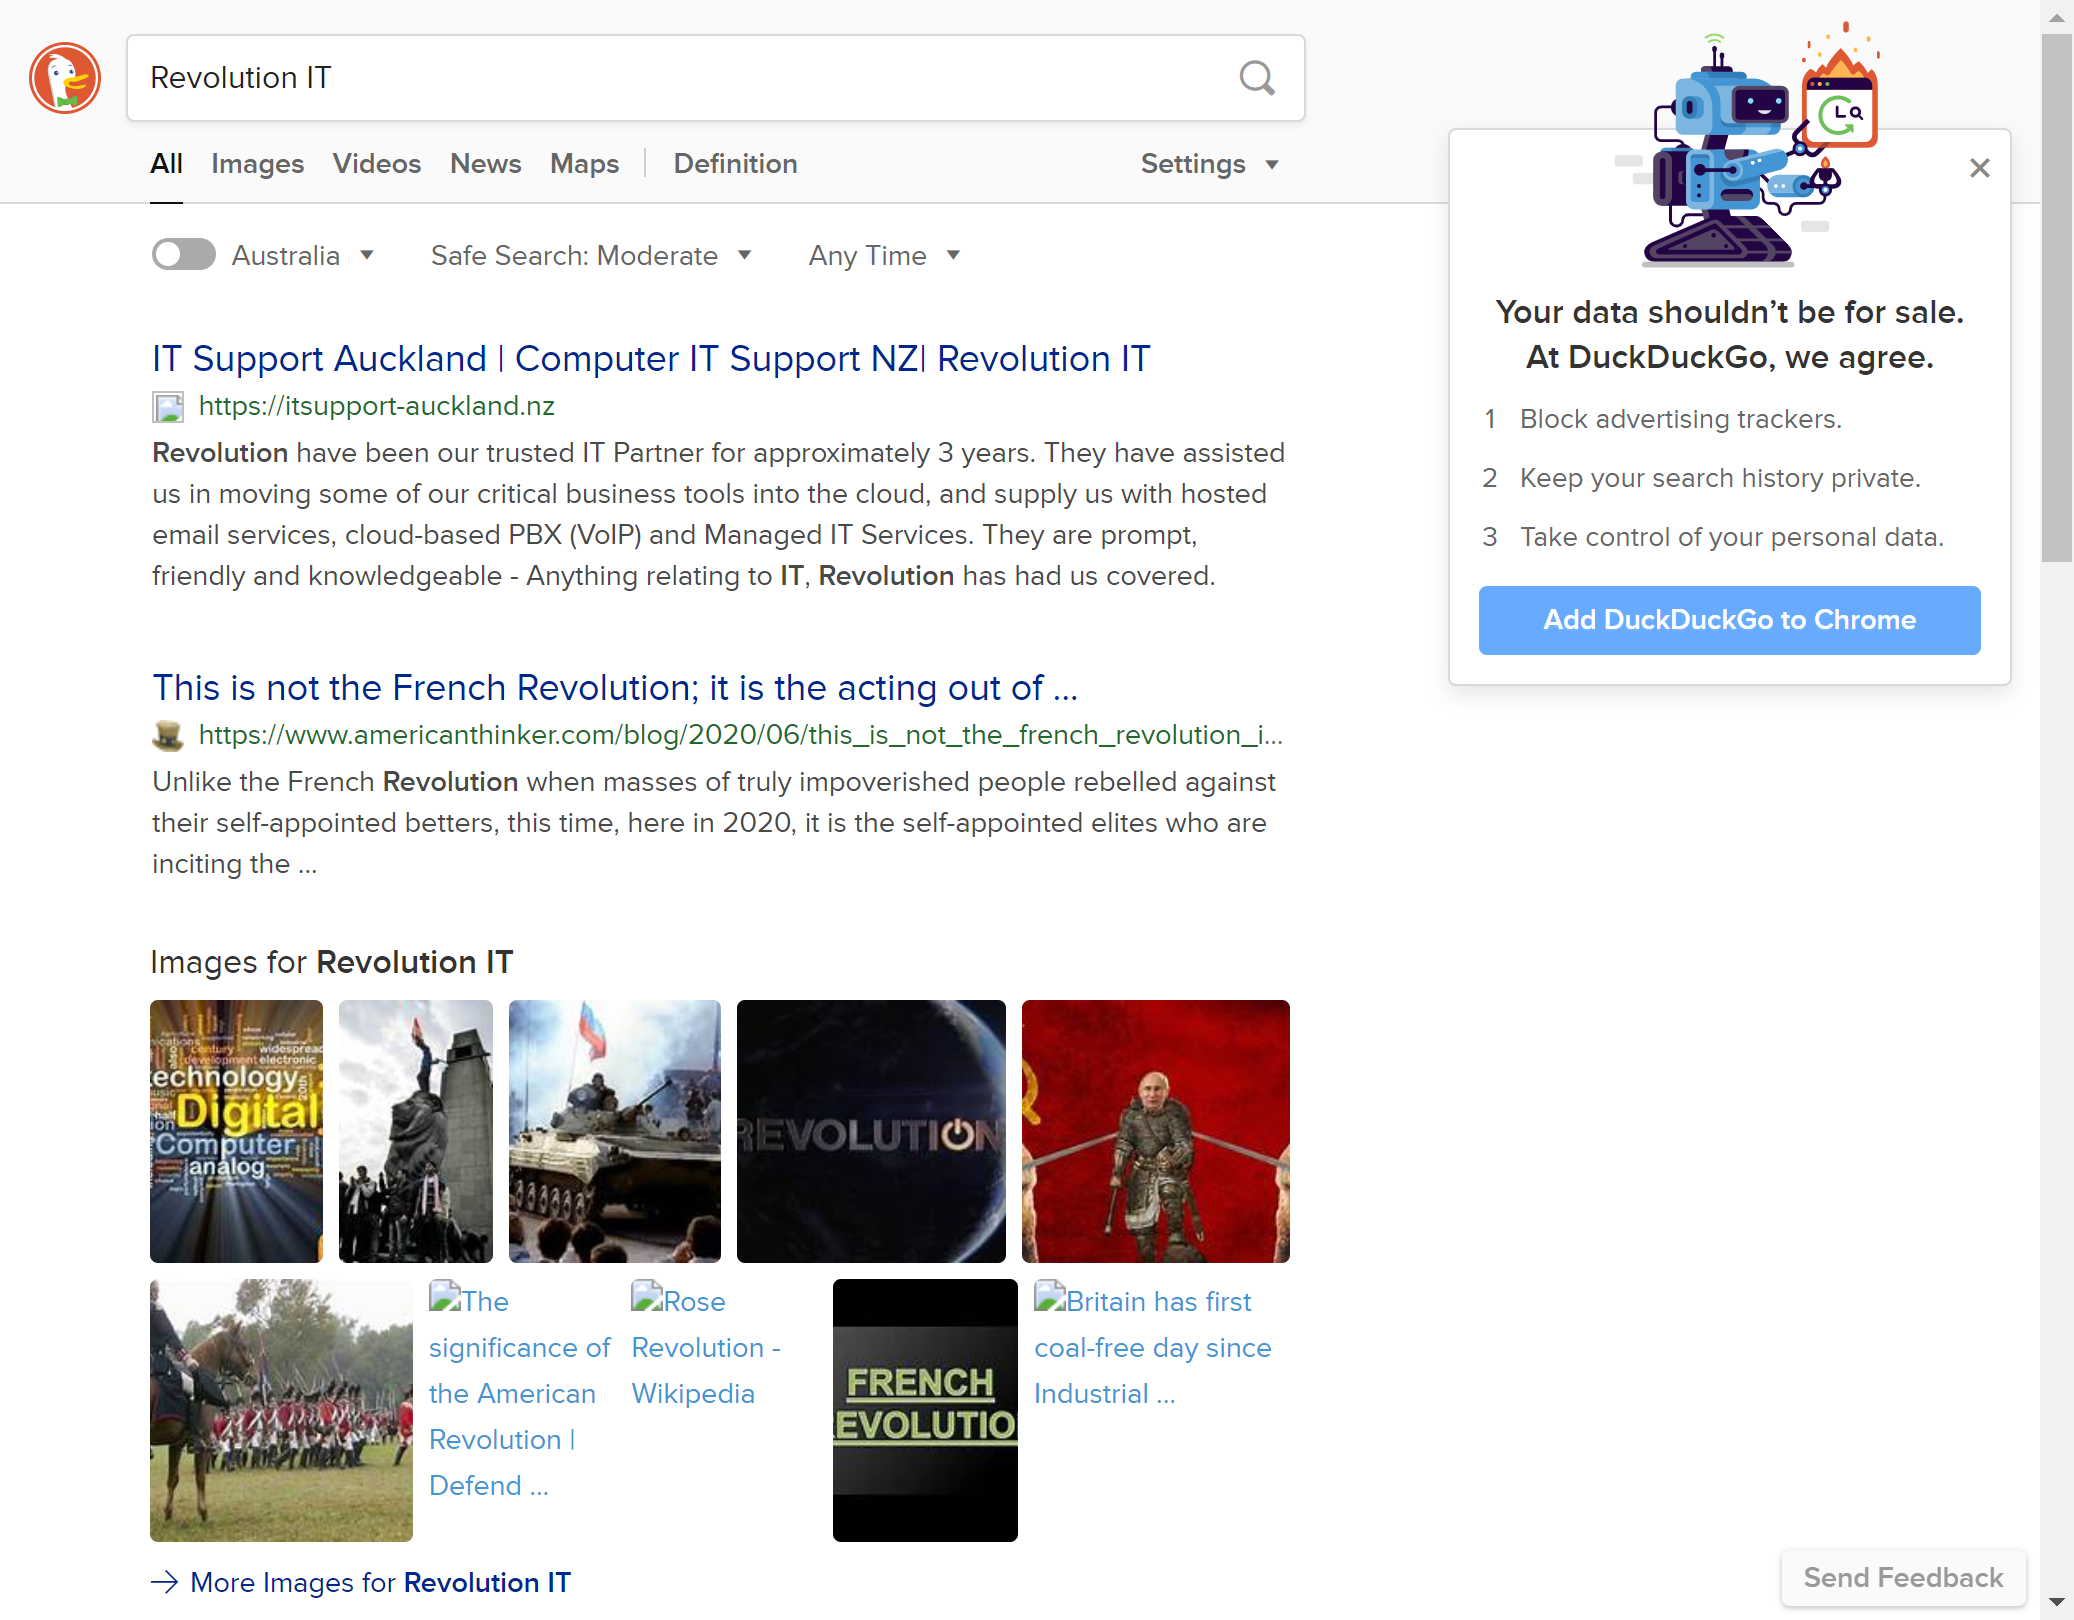 Revolution IT
All Images Videos News Maps Definition Settings
Australia Safe Search: Moderate Any Time
IT Support Auckland | Computer IT Support NZ| Revolution IT
https://itsupport-auckland.nz
Revolution have been our trusted IT Partner for approximately 3 years. They have assisted
us in moving some of our critical business tools into the cloud, and supply us with hosted
email services, cloud-based PBX (VoIP) and Managed IT Services. They are prompt,
friendly and knowledgeable - Anything relating to IT, Revolution has had us covered.
This is not the French Revolution; it is the acting out of ...
https://www.americanthinker.com/blog/2020/06/this_is_not_the_french_revolution_i...
Unlike the French Revolution when masses of truly impoverished people rebelled against
their self-appointed betters, this time, here in 2020, it is the self-appointed elites who are
inciting the ...
Images for Revolution IT
century
widespread
development electronic
echnology
20th
Digital
Computer
analog
REVOLUTION
The
significance of
the American
Revolution |
Defend ...
Rose
Revolution -
Wikipedia
FRENCH
EVOLUTIO
Britain has first
coal-free day since
Industrial ...
More Images for Revolution IT
Your data shouldn't be for sale.
At DuckDuckGo, we agree.
1 Block advertising trackers.
2 Keep your search history private.
3 Take control of your personal data.
Add DuckDuckGo to Chrome
Send Feedback